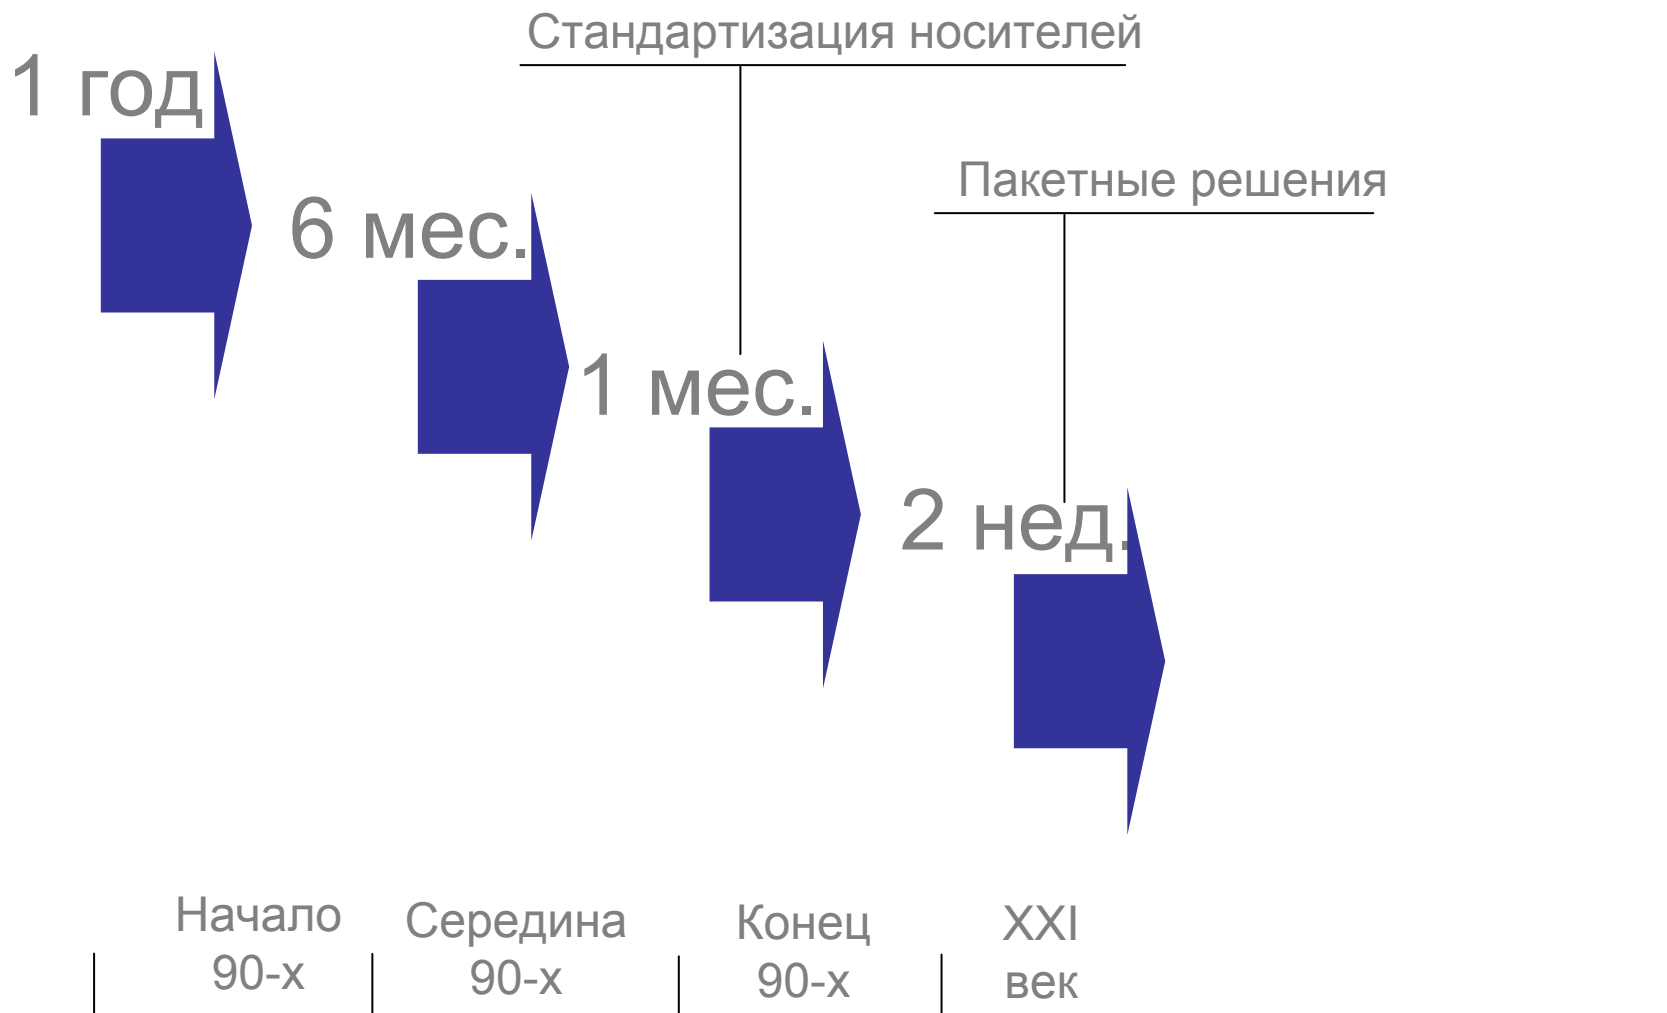 Стандартизация носителей
1 год
Пакетные решения
6 мес.
1 мес.
2 нед.
Начало
90-х
Середина
90-х
Конец
90-х
XXI
век